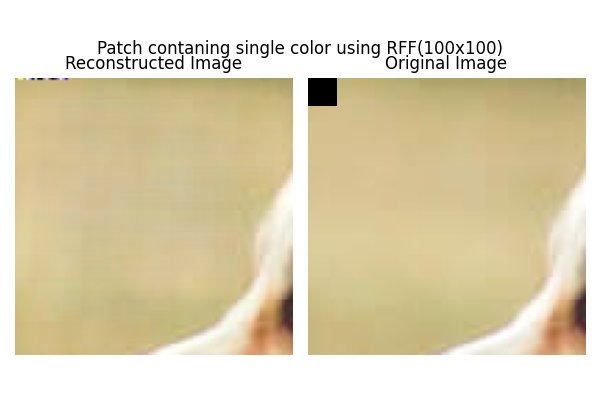 Patch contaning single color using RFF(100x100)
Reconstructed Image
Original Image